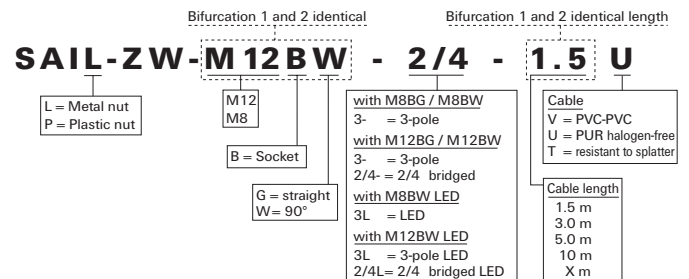 Bifurcation 1 and 2 identical
Bifurcation 1 and 2 identical length
SAIL-ZW-M12BW - 2/4 - 1.5 U
L = Metal nut
P = Plastic nut
M12
M8
B = Socket
G = straight
W= 90°
with M8BG / M8BW
3- = 3-pole
with M12BG / M12BW
3- = 3-pole
2/4- = 2/4 bridged
with M8BW LED
3L = LED
with M12BW LED
3L = 3-pole LED
2/4L= 2/4 bridged LED
Cable
V = PVC-PVC
U = PUR halogen-free
T = resistant to splatter
Cable length
1.5 m
3.0 m
5.0 m
10 m
X m